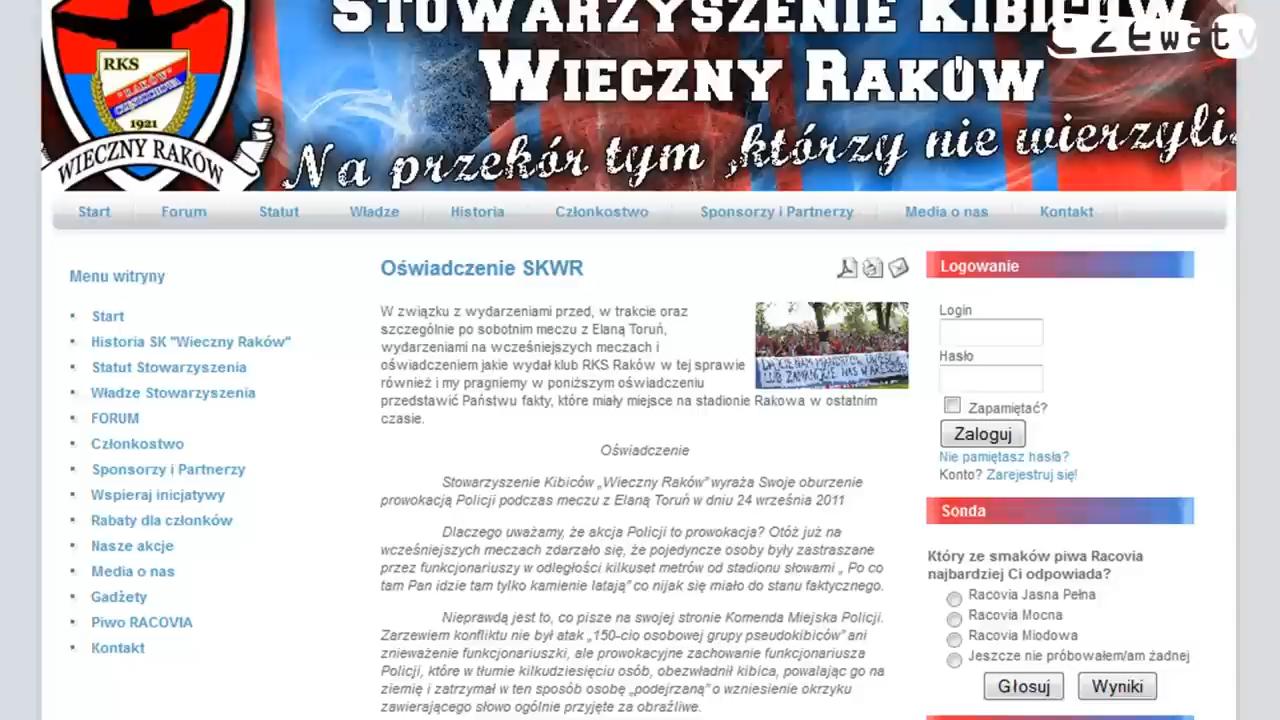 STOWARZYSZENIE KIBICÓW
WIECZNY RAKÓW
Na przekór tym ,którzy nie wierzyli.
CZEWA TV
RKS
"RAKÓW"
CZĘSTOCHOWA
1921
WIECZNY RAKÓW
Start Forum Statut Władze Historia Członkostwo Sponsorzy i Partnerzy Media o nas Kontakt
Menu witryny
Start
Historia SK "Wieczny Raków"
Statut Stowarzyszenia
Władze Stowarzyszenia
FORUM
Członkostwo
Sponsorzy i Partnerzy
Wspieraj inicjatywy
Rabaty dla członków
Nasze akcje
Media o nas
Gadżety
Piwo RACOVIA
Kontakt
Oświadczenie SKWR
W związku z wydarzeniami przed, w trakcie oraz
szczególnie po sobotnim meczu z Elaną Toruń,
wydarzeniami na wcześniejszych meczach i
oświadczeniem jakie wydał klub RKS Raków w tej sprawie
również i my pragniemy w poniższym oświadczeniu
przedstawić Państwu fakty, które miały miejsce na stadionie Rakowa w ostatnim
czasie.
Oświadczenie
Stowarzyszenie Kibiców „Wieczny Raków” wyraża Swoje oburzenie
prowokacją Policji podczas meczu z Elaną Toruń w dniu 24 września 2011
Dlaczego uważamy, że akcja Policji to prowokacja? Otóż już na
wcześniejszych meczach zdarzało się, że pojedyncze osoby były zastraszane
przez funkcjonariuszy w odległości kilkuset metrów od stadionu słowami „ Po co
tam Pan idzie tam tylko kamienie latają” co nijak się miało do stanu faktycznego.
Nieprawdą jest to, co pisze na swojej stronie Komenda Miejska Policji.
Zarzewiem konfliktu nie był atak „150-cio osobowej grupy pseudokibiców” ani
znieważenie funkcjonariuszki, ale prowokacyjne zachowanie funkcjonariusza
Policji, które w tłumie kilkudziesięciu osób, obezwładnił kibica, powalając go na
ziemię i zatrzymał w ten sposób osobę „podejrzaną” o wzniesienie okrzyku
zawierającego słowo ogólnie przyjęte za obraźliwe.
Logowanie
Login
Hasło
Zapamiętać?
Zaloguj
Nie pamiętasz hasła?
Konto? Zarejestruj się!
Sonda
Który ze smaków piwa Racovia
najbardziej Ci odpowiada?
Racovia Jasna Pełna
Racovia Mocna
Racovia Miodowa
Jeszcze nie próbowałem/am żadnej
Głosuj Wyniki